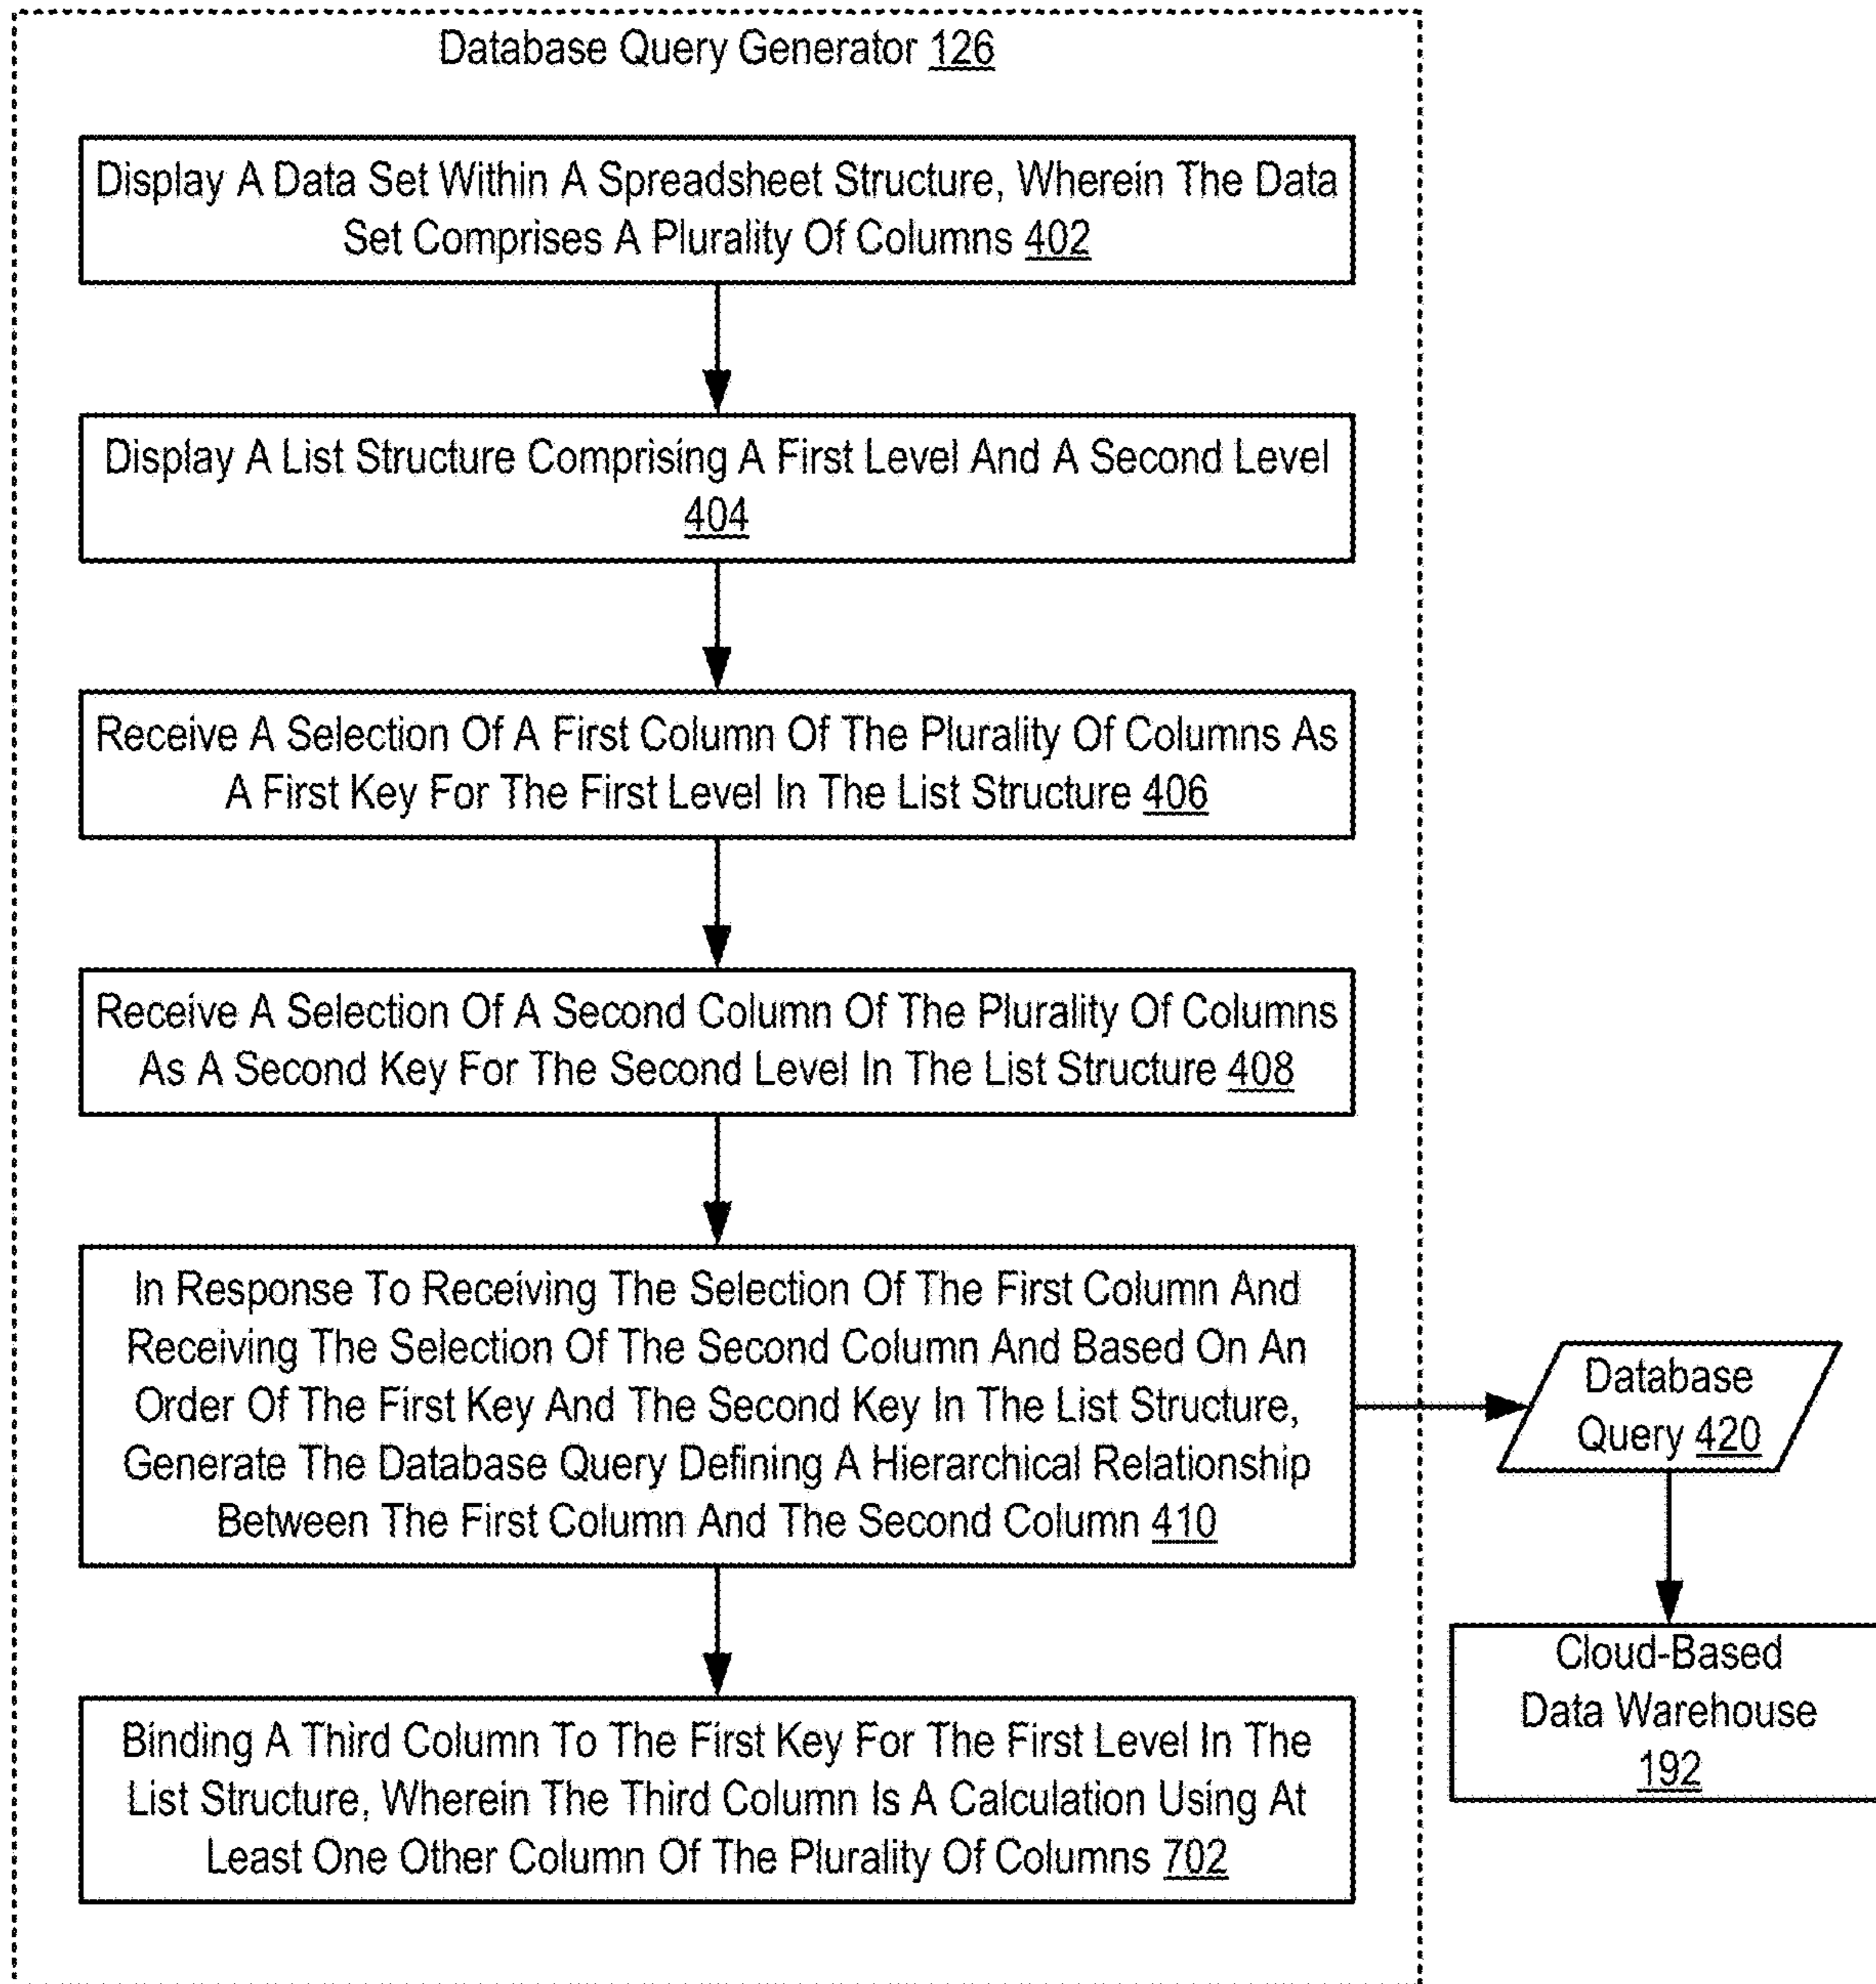 Database Query Generator 126
Display A Data Set Within A Spreadsheet Structure, Wherein The Data
Set Comprises A Plurality Of Columns 402
Display A List Structure Comprising A First Level And A Second Level
404
Receive A Selection Of A First Column Of The Plurality Of Columns As
A First Key For The First Level In The List Structure 406
Receive A Selection Of A Second Column Of The Plurality Of Columns
As A Second Key For The Second Level In The List Structure 408
In Response To Receiving The Selection Of The First Column And
Receiving The Selection Of The Second Column And Based On An
Order Of The First Key And The Second Key In The List Structure,
Generate The Database Query Defining A Hierarchical Relationship
Between The First Column And The Second Column 410
Database
Query 420
Cloud-Based
Data Warehouse
192
Binding A Third Column To The First Key For The First Level In The
List Structure, Wherein The Third Column Is A Calculation Using At
Least One Other Column Of The Plurality Of Columns 702